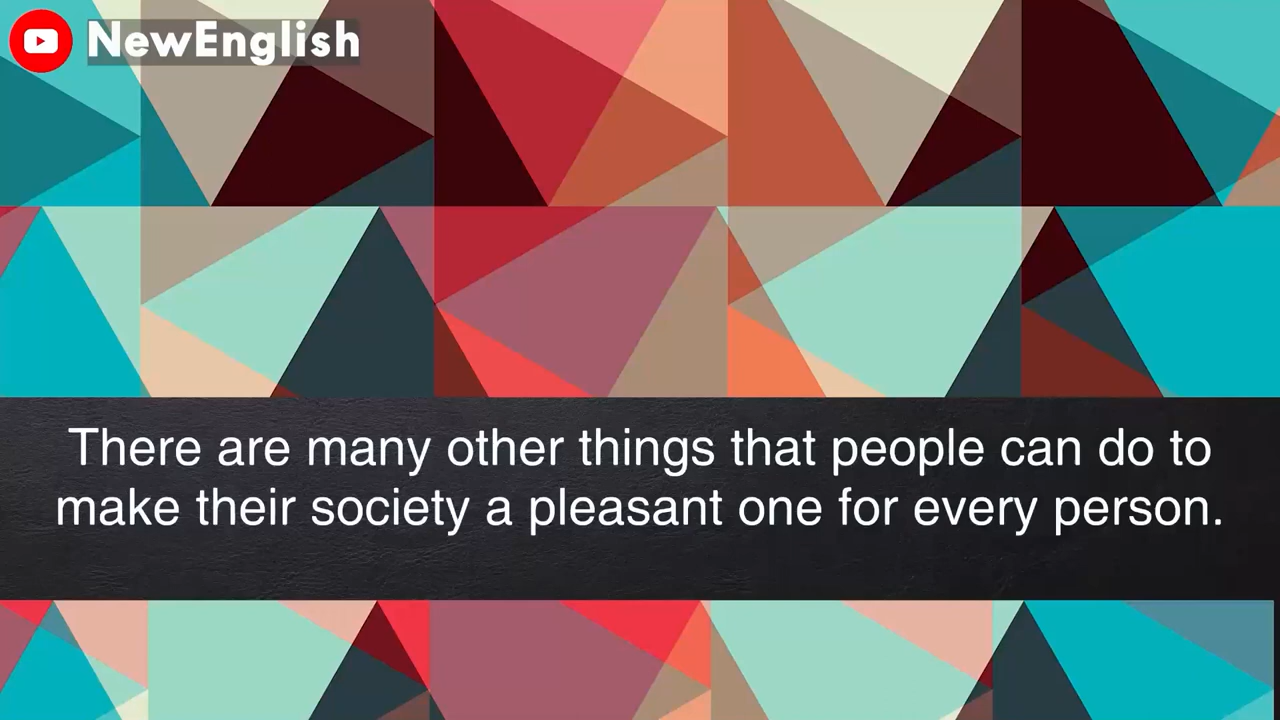 NewEnglish
There are many other things that people can do to
make their society a pleasant one for every person.